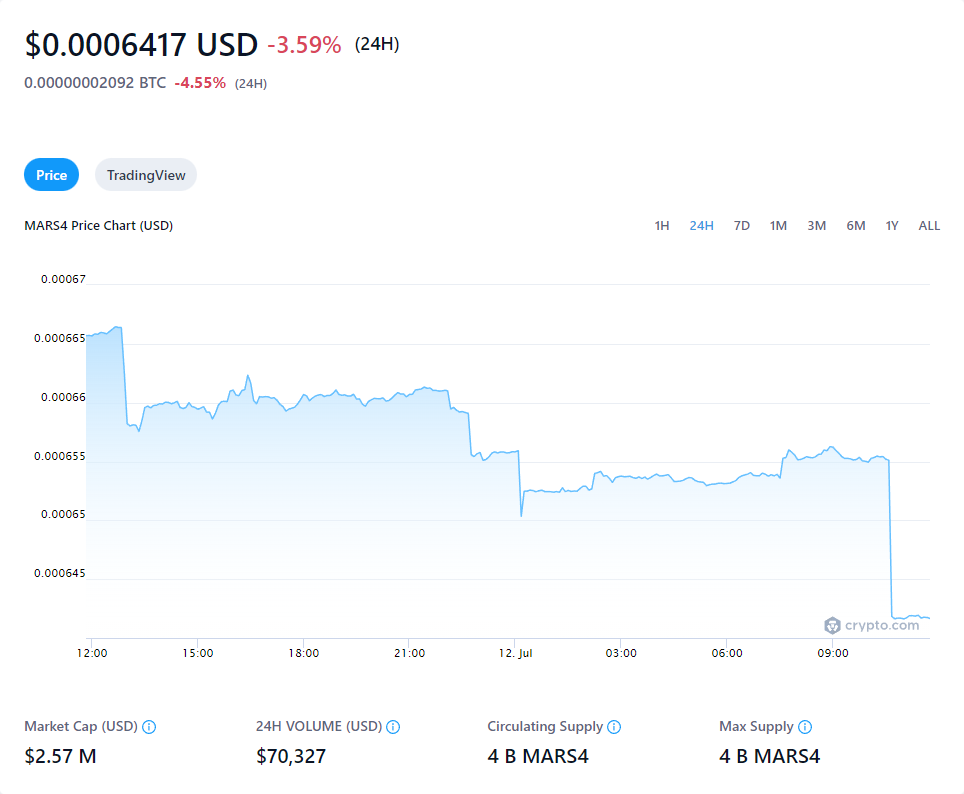 $0.0006417 USD -3.59% (24H)
0.00000002092 BTC -4.55% (24H)
Price TradingView
MARS4 Price Chart (USD) 1H 24H 7D 1M 3M 6M 1Y ALL
0.00067
0.000665
0.00066
0.000655
0.00065
0.000645
crypto.com
12:00 15:00 18:00 21:00 12. Jul 03:00 06:00 09:00
Market Cap (USD) 24H VOLUME (USD) Circulating Supply Max Supply
$2.57 M $70,327 4 B MARS4 4 B MARS4